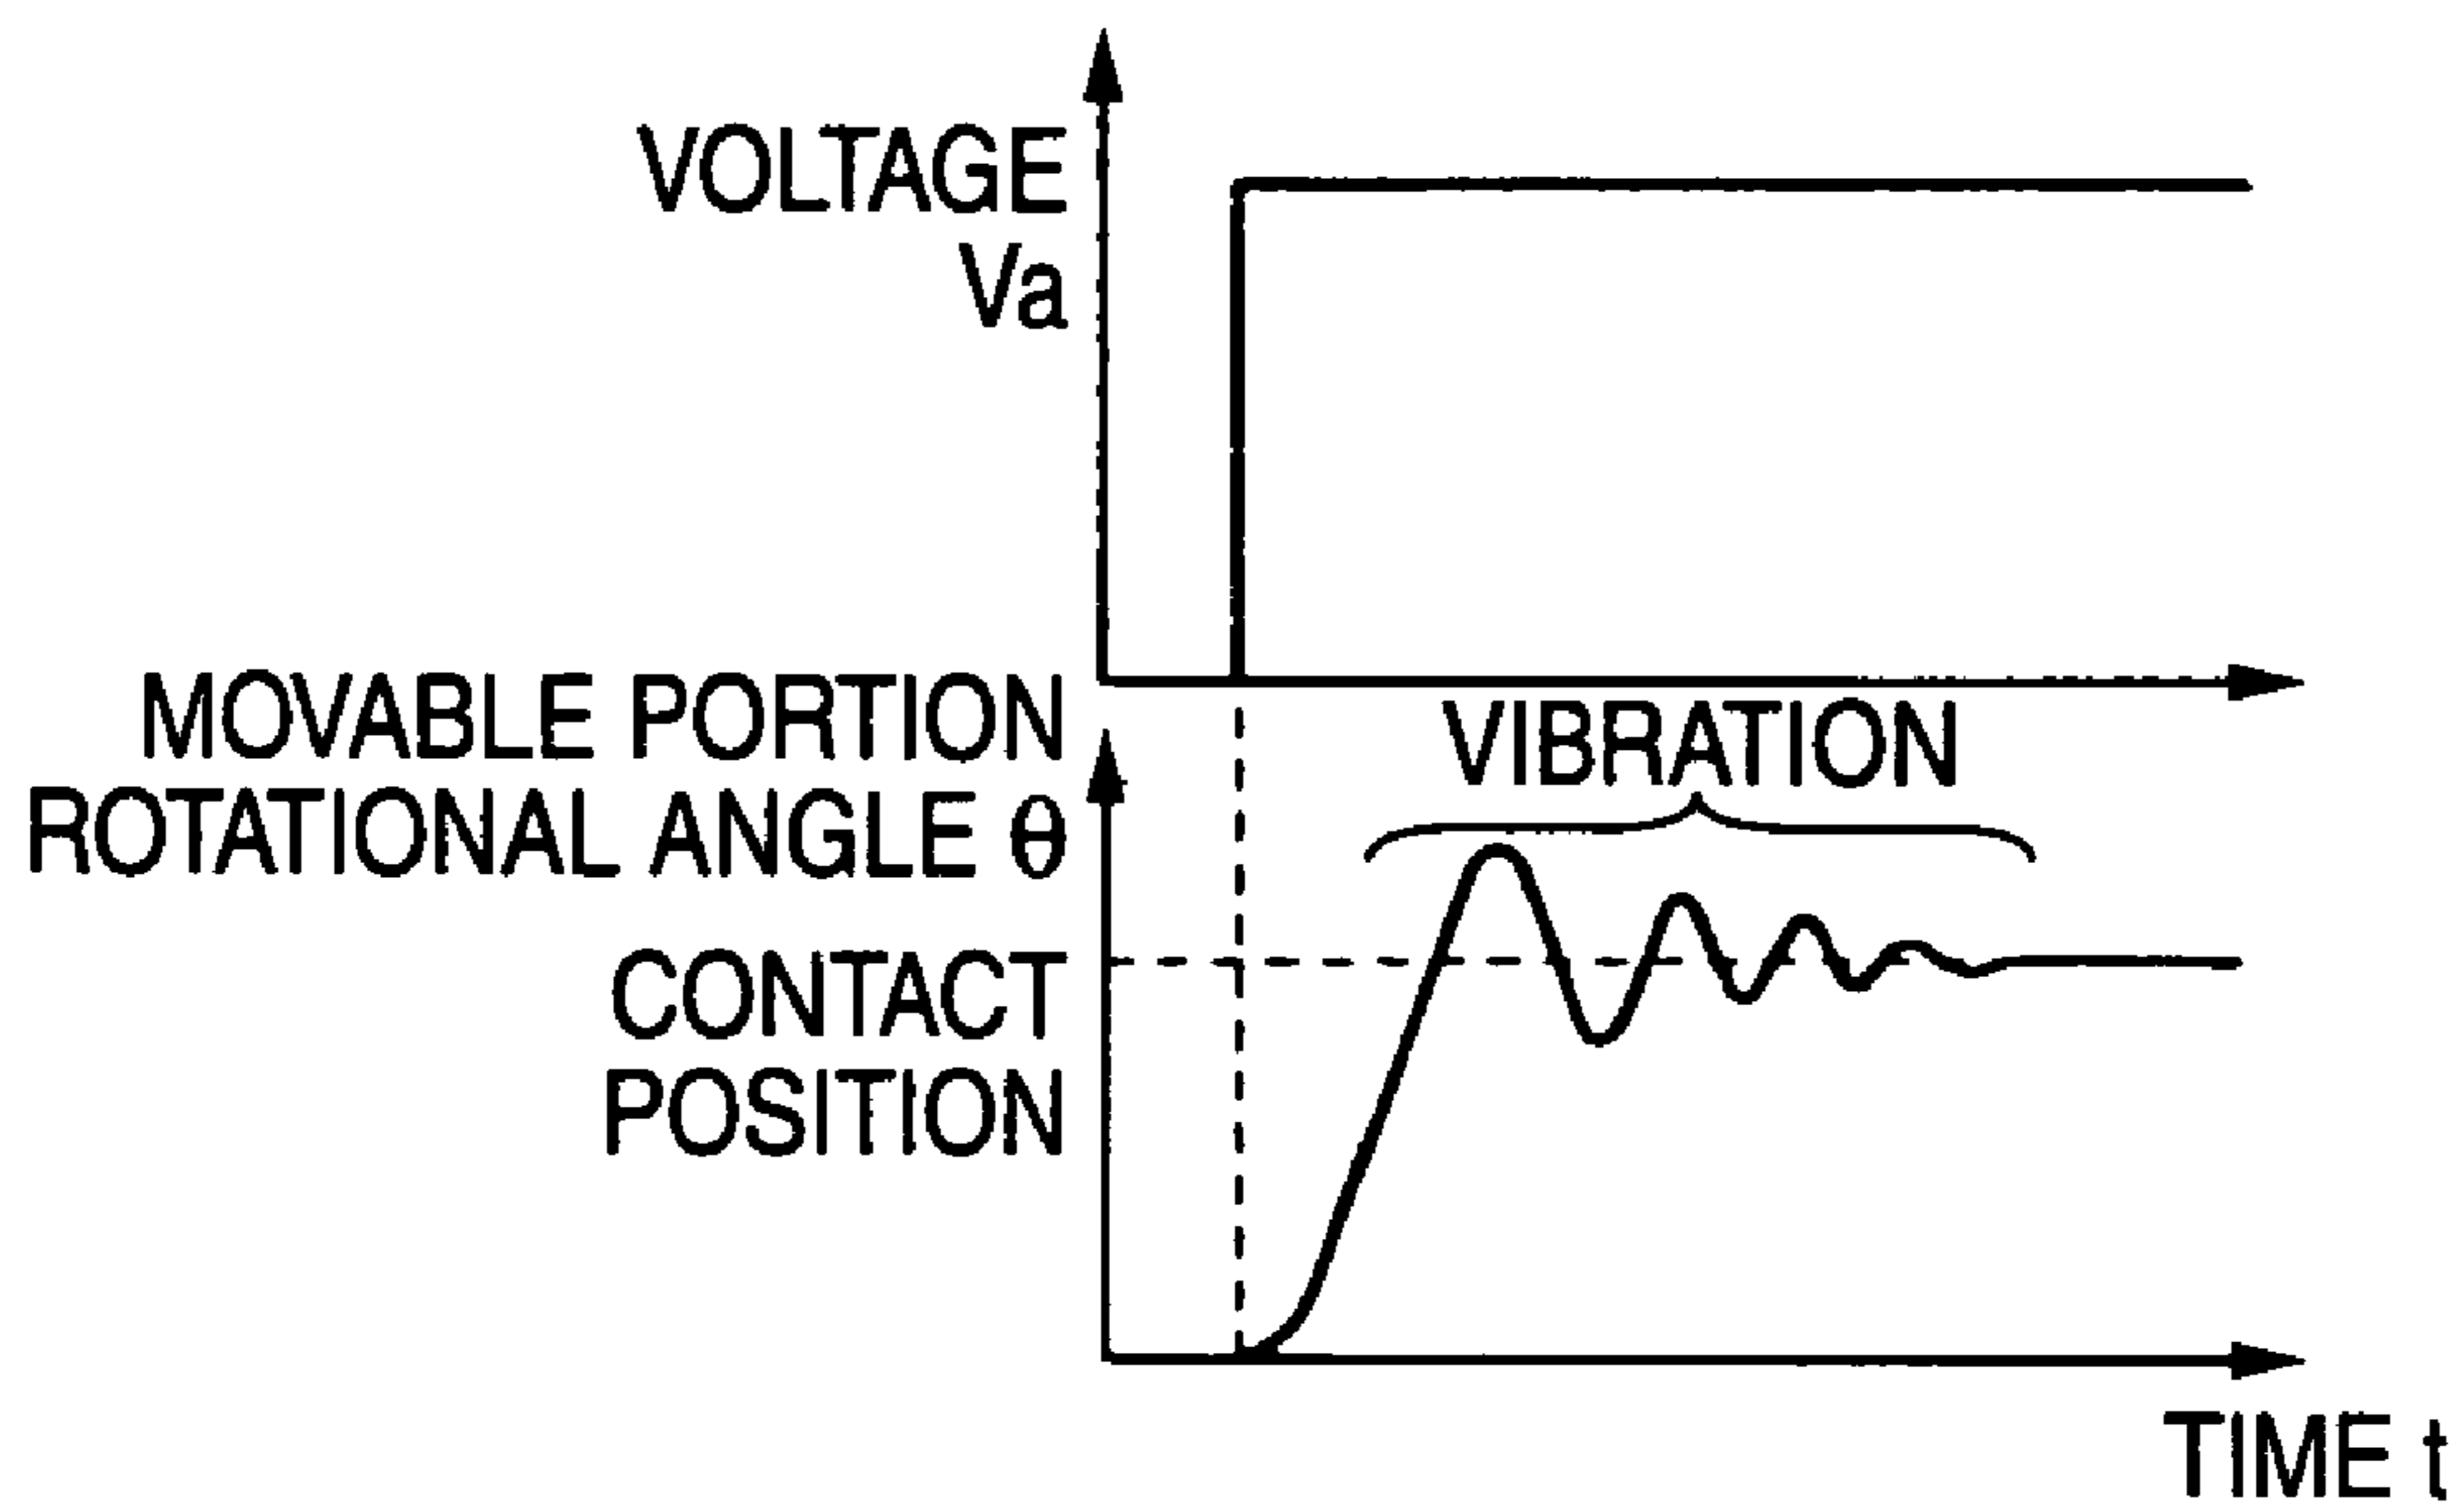 VOLTAGE
Va
MOVABLE PORTION
ROTATIONAL ANGLE θ
VIBRATION
CONTACT
POSITION
TIME t